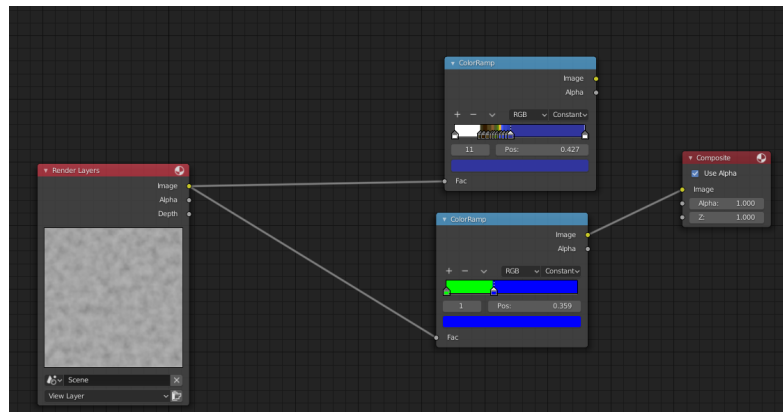 ColorRamp
Image
Alpha
RGB
Constant
11
Pos:
0.427
Fac
Render Layers
Image
Alpha
Depth
Scene
View Layer
ColorRamp
Image
Alpha
RGB
Constant
1
Pos:
0.359
Fac
Composite
Use Alpha
Image
Alpha:
1.000
Z:
1.000